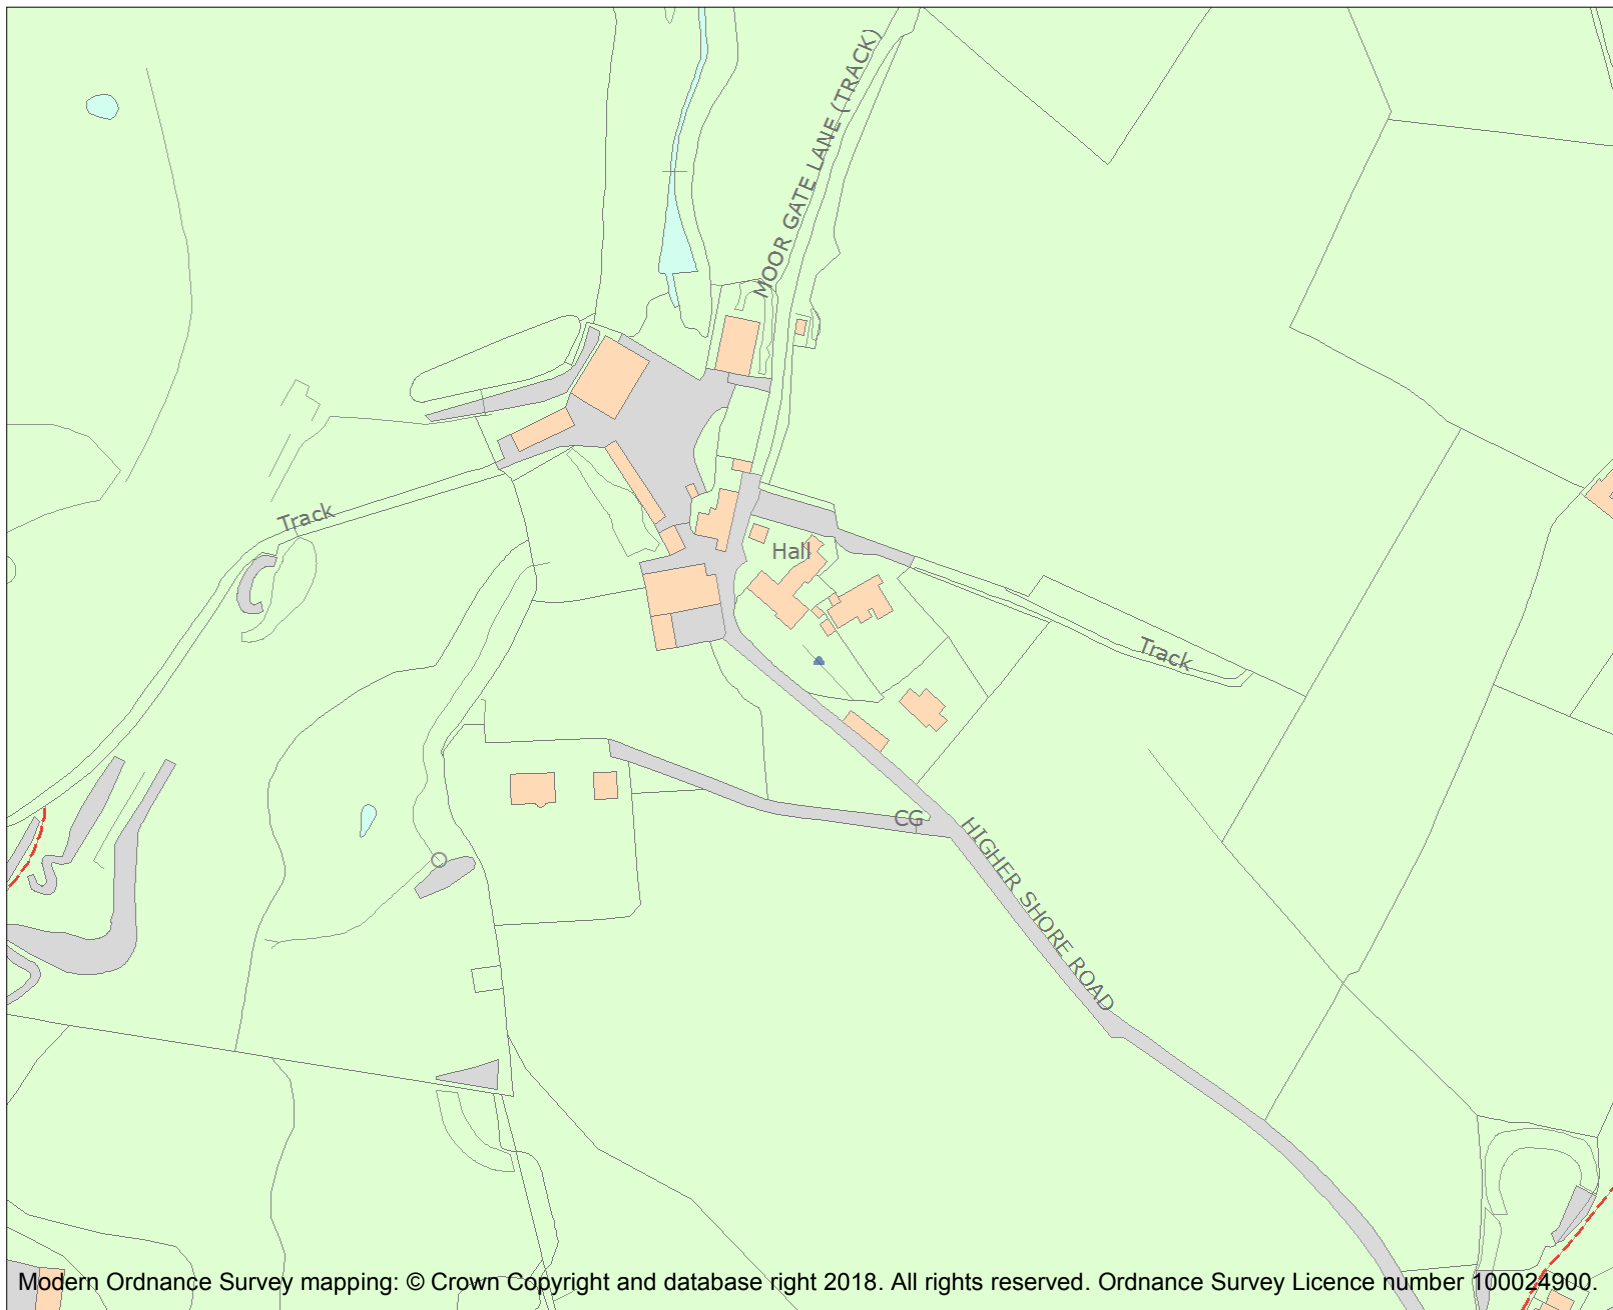 MOOR GATE LANE (TRACK)
Track
Hall
Track
CG
HIGHER SHORE ROAD
Modern Ordnance Survey mapping: © Crown Copyright and database right 2018. All rights reserved. Ordnance Survey Licence number 100024900.